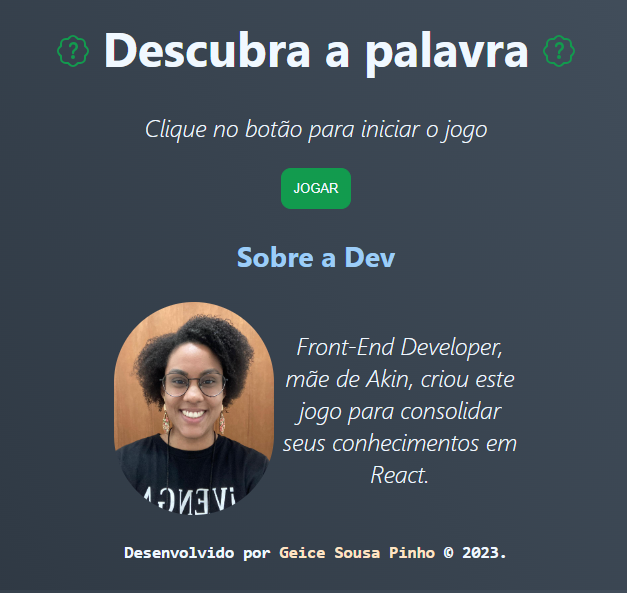 ? Descubra a palavra ?
Clique no botão para iniciar o jogo
JOGAR
Sobre a Dev
Front-End Developer,
mãe de Akin, criou este
jogo para consolidar
seus conhecimentos em
React.
Desenvolvido por Geice Sousa Pinho © 2023.